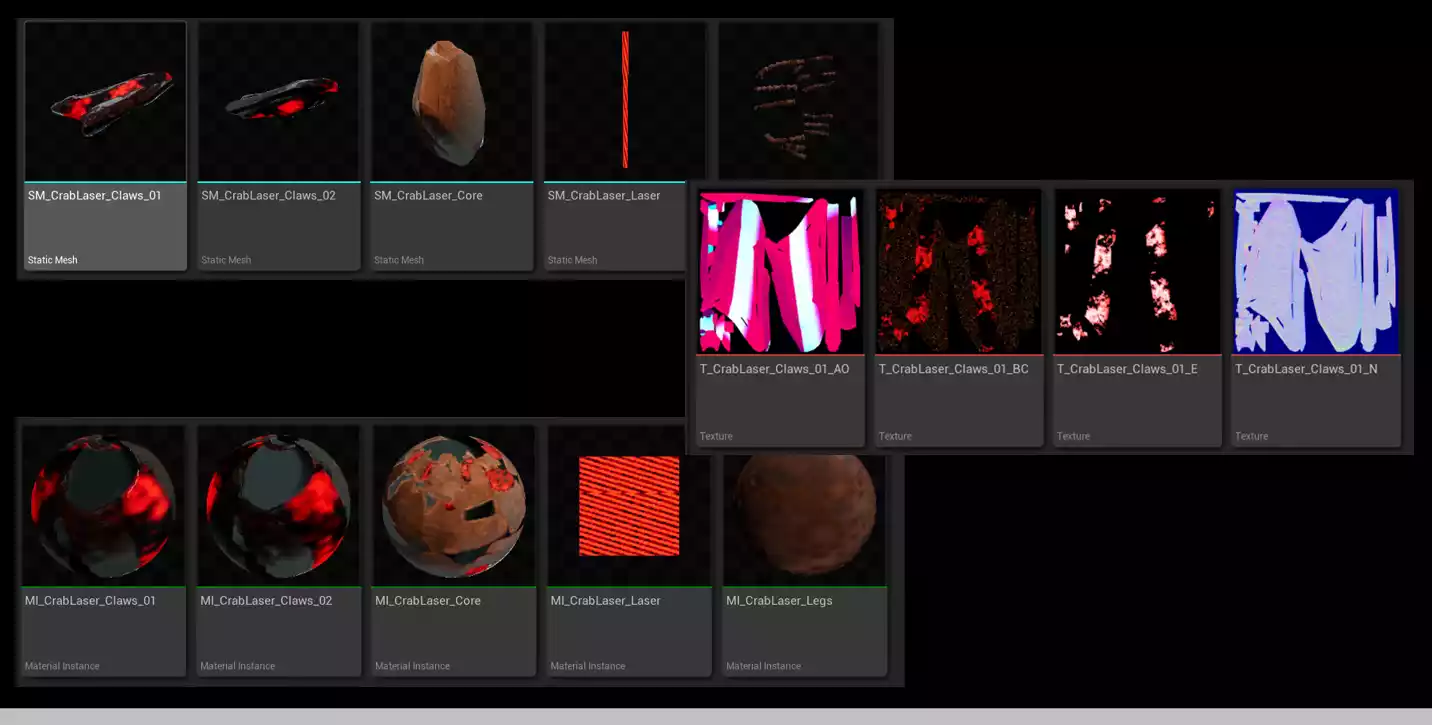 SM_CrabLaser_Claws_01
SM_CrabLaser_Claws_02
SM_CrabLaser_Core
SM_CrabLaser_Laser
Static Mesh
Static Mesh
Static Mesh
Static Mesh
T_CrabLaser_Claws_01_AO
T_CrabLaser_Claws_01_BC
T_CrabLaser_Claws_01_E
T_CrabLaser_Claws_01_N
Texture
Texture
Texture
Texture
MI_CrabLaser_Claws_01
MI_CrabLaser_Claws_02
MI_CrabLaser_Core
MI_CrabLaser_Laser
MI_CrabLaser_Legs
Material Instance
Material Instance
Material Instance
Material Instance
Material Instance